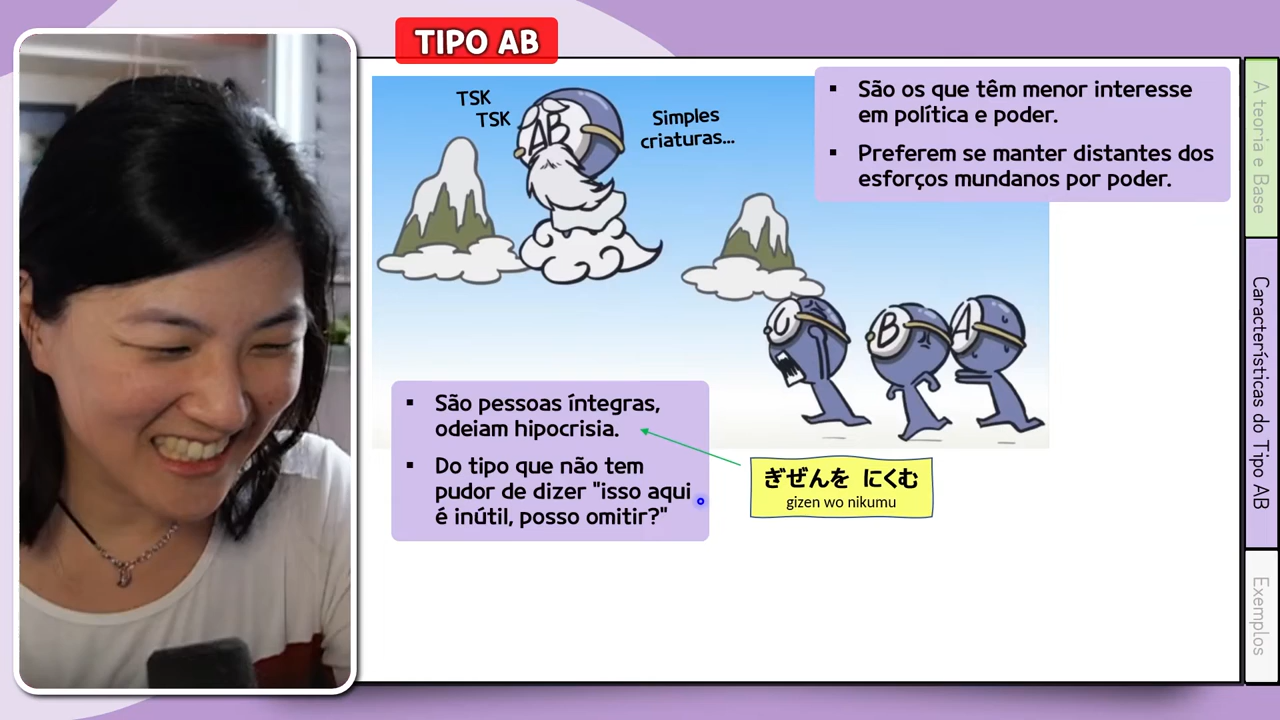 TIPO AB
TSK
TSK
AB
Simples
criaturas...
▪ São os que têm menor interesse
em política e poder.
▪ Preferem se manter distantes dos
esforços mundanos por poder.
O
B
A
▪ São pessoas íntegras,
odeiam hipocrisia.
▪ Do tipo que não tem
pudor de dizer "isso aqui
é inútil, posso omitir?"
ぎぜんを にくむ
gizen wo nikumu
A teoria e Base
Características do Tipo AB
Exemplos